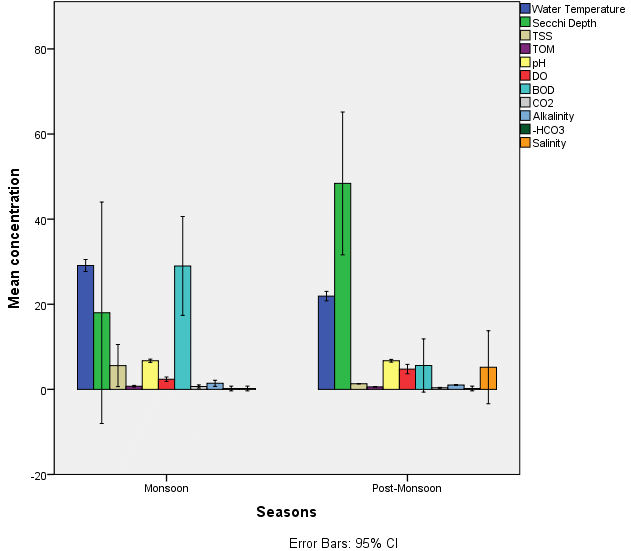 Water Temperature
Secchi Depth
TSS
TOM
pH
DO
BOD
CO2
Alkalinity
-HCO3
Salinity
Mean concentration
80
60
40
20
0
-20
Monsoon
Post-Monsoon
Seasons
Error Bars: 95% CI